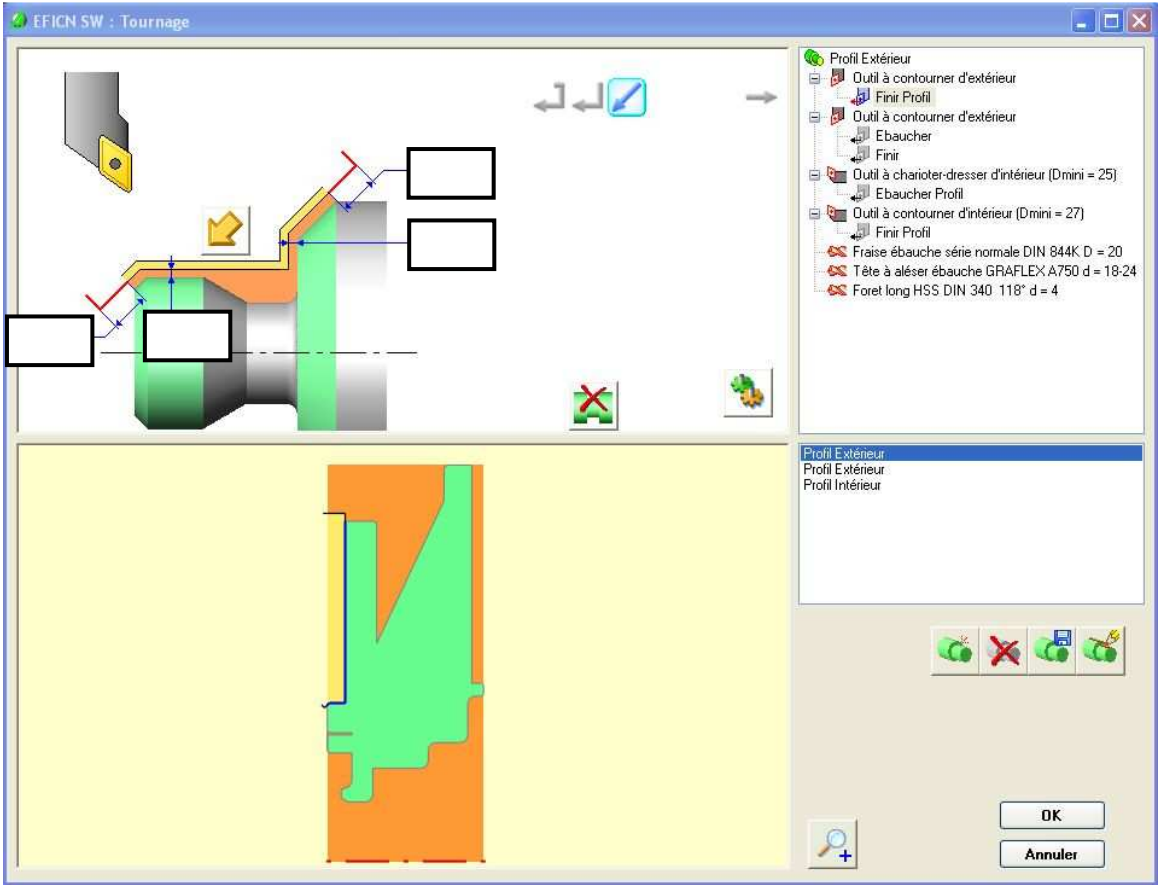 EFICN SW : Tournage
Profil Extérieur
Outil à contourner d'extérieur
Finir Profil
Outil à contourner d'extérieur
Ebaucher
Finir
Outil à charioter-dresser d'intérieur (Dmini = 25)
Ebaucher Profil
Outil à contourner d'intérieur (Dmini = 27)
Finir Profil
Fraise ébauche série normale DIN 844K D = 20
Tête à aléser ébauche GRAFLEX A750 d = 18-24
Foret long HSS DIN 340 118° d = 4
Profil Extérieur
Profil Extérieur
Profil Intérieur
OK
Annuler